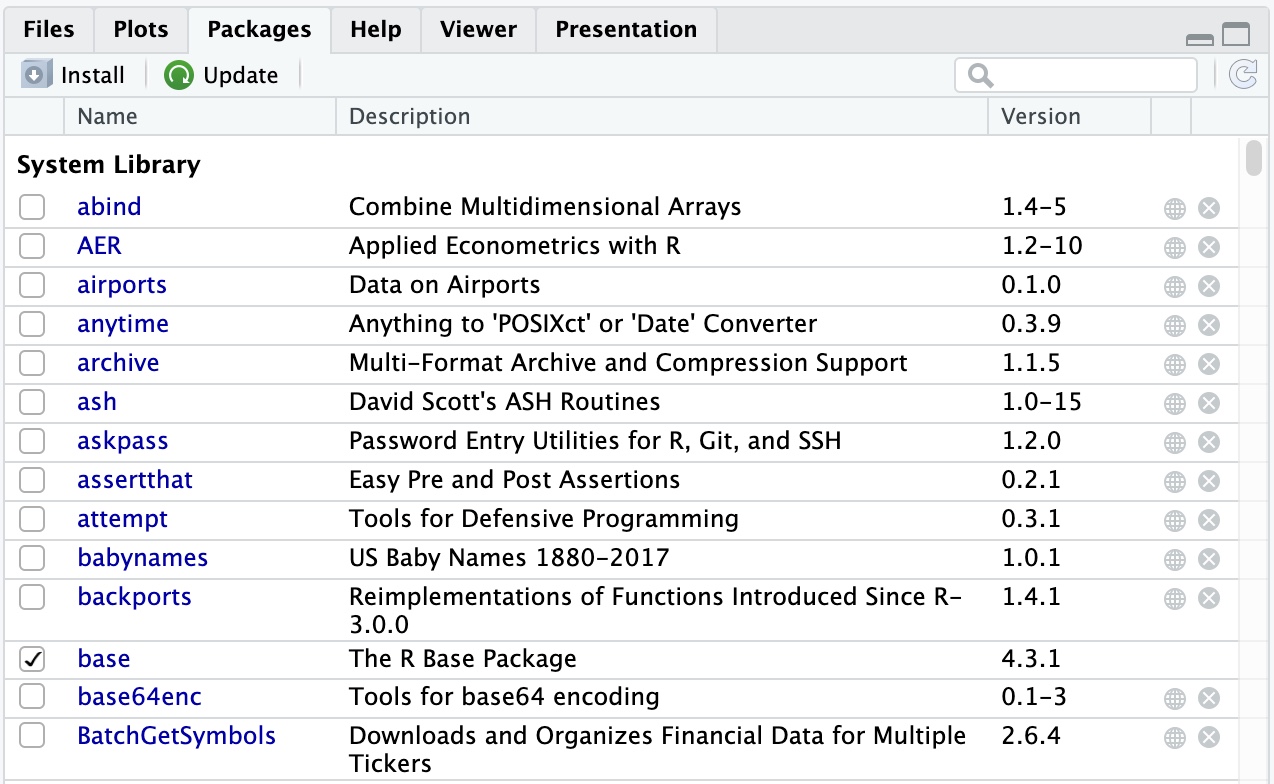 Files Plots Packages Help Viewer Presentation
Install Update
Name Description Version
System Library
abind Combine Multidimensional Arrays 1.4-5
AER Applied Econometrics with R 1.2-10
airports Data on Airports 0.1.0
anytime Anything to 'POSIXct' or 'Date' Converter 0.3.9
archive Multi-Format Archive and Compression Support 1.1.5
ash David Scott's ASH Routines 1.0-15
askpass Password Entry Utilities for R, Git, and SSH 1.2.0
assertthat Easy Pre and Post Assertions 0.2.1
attempt Tools for Defensive Programming 0.3.1
babynames US Baby Names 1880-2017 1.0.1
backports Reimplementations of Functions Introduced Since R- 1.4.1
3.0.0
base The R Base Package 4.3.1
base64enc Tools for base64 encoding 0.1-3
BatchGetSymbols Downloads and Organizes Financial Data for Multiple 2.6.4
Tickers